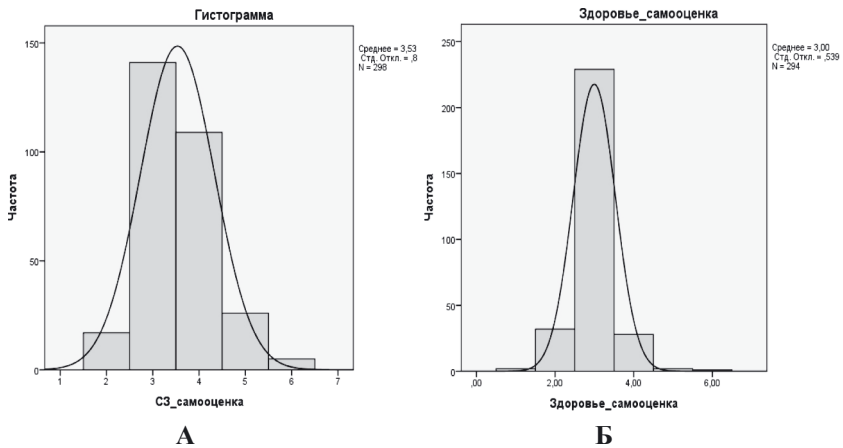 Гистограмма
Среднее = 3,53
Стд. Откл. = ,8
N = 298
150
100
50
0
Частота
1 2 3 4 5 6 7
СЗ_самооценка
А
Здоровье_самооценка
Среднее = 3,00
Стд. Откл. = ,539
N = 294
250
200
150
100
50
0
Частота
,00 2,00 4,00 6,00
Здоровье_самооценка
Б